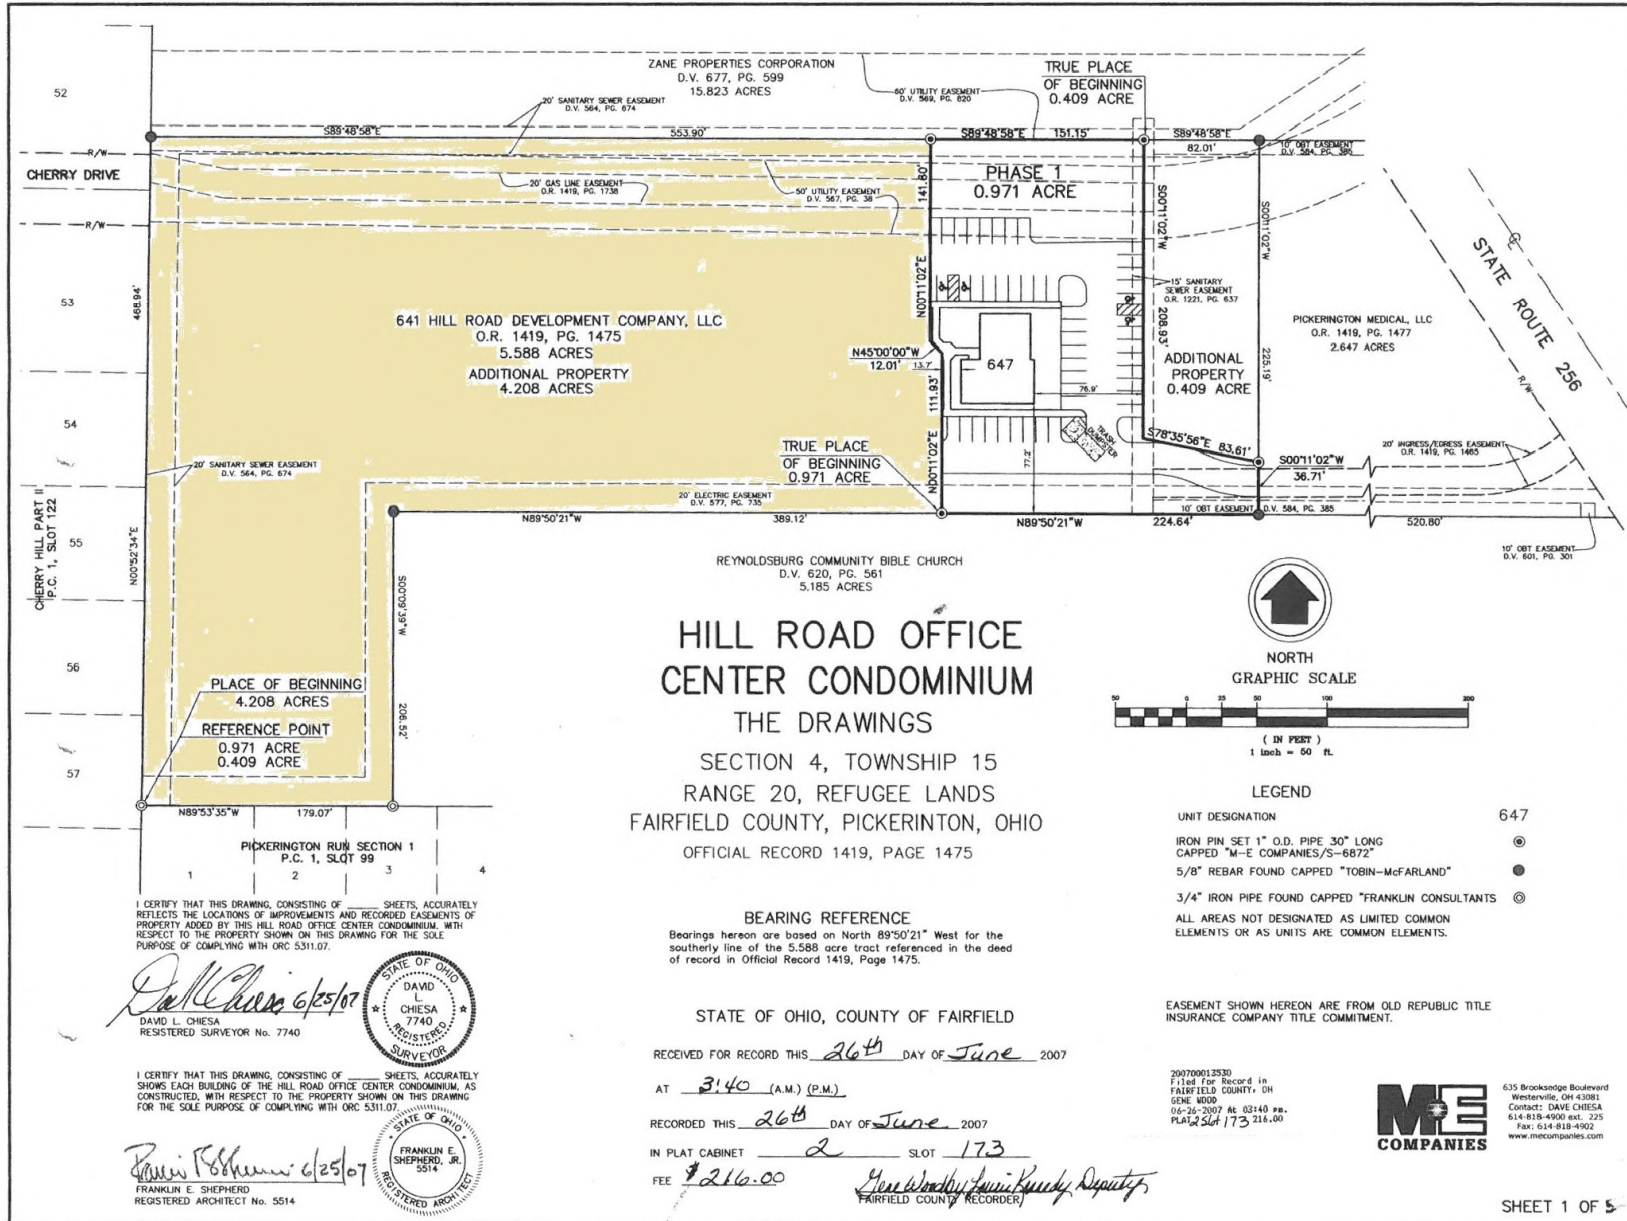 52
53
54
55
56
57
CHERRY DRIVE
R/W
R/W
CHERRY HILL PART II
P.C. 1, SLOT 122
ZANE PROPERTIES CORPORATION
D.V. 677, PG. 599
15.823 ACRES
20' SANITARY SEWER EASEMENT
D.V. 564, PG. 674
60' UTILITY EASEMENT
D.V. 569, PG. 820
TRUE PLACE
OF BEGINNING
0.409 ACRE
S89°48'58"E 553.90'
S89°48'58"E 151.15'
S89°48'58"E
82.01'
10' OBT EASEMENT
D.V. 584, PG. 385
20' GAS LINE EASEMENT
O.R. 1419, PG. 1738
50' UTILITY EASEMENT
D.V. 567, PG. 38
141.60'
N00°11'02"E
PHASE 1
0.971 ACRE
S00°11'02"W
208.93'
S00°11'02"W
225.19'
15' SANITARY
SEWER EASEMENT
O.R. 1221, PG. 637
468.94'
N00°52'34"E
641 HILL ROAD DEVELOPMENT COMPANY, LLC
O.R. 1419, PG. 1475
5.588 ACRES
ADDITIONAL PROPERTY
4.208 ACRES
N45°00'00"W
12.01'
13.7'
647
76.9'
77.2'
111.93'
N00°11'02"E
ADDITIONAL
PROPERTY
0.409 ACRE
PICKERINGTON MEDICAL, LLC
O.R. 1419, PG. 1477
2.647 ACRES
STATE ROUTE 256
R/W
TRASH
DUMPSTER
S78°35'56"E 83.61'
S00°11'02"W
36.71'
20' INGRESS/EGRESS EASEMENT
O.R. 1419, PG. 1465
20' SANITARY SEWER EASEMENT
D.V. 564, PG. 674
TRUE PLACE
OF BEGINNING
0.971 ACRE
20' ELECTRIC EASEMENT
D.V. 577, PG. 735
N89°50'21"W 389.12'
10' OBT EASEMENT D.V. 584, PG. 385
N89°50'21"W 224.64'
520.80'
10' OBT EASEMENT
D.V. 601, PG. 301
REYNOLDSBURG COMMUNITY BIBLE CHURCH
D.V. 620, PG. 561
5.185 ACRES
S00°09'39"W
206.52'
PLACE OF BEGINNING
4.208 ACRES
REFERENCE POINT
0.971 ACRE
0.409 ACRE
N89°53'35"W 179.07'
PICKERINGTON RUN SECTION 1
P.C. 1, SLOT 99
1 2 3 4
HILL ROAD OFFICE
CENTER CONDOMINIUM
THE DRAWINGS
SECTION 4, TOWNSHIP 15
RANGE 20, REFUGEE LANDS
FAIRFIELD COUNTY, PICKERINTON, OHIO
OFFICIAL RECORD 1419, PAGE 1475
BEARING REFERENCE
Bearings hereon are based on North 89°50'21" West for the
southerly line of the 5.588 acre tract referenced in the deed
of record in Official Record 1419, Page 1475.
NORTH
GRAPHIC SCALE
50 0 25 50 100 200
( IN FEET )
1 inch = 50 ft.
LEGEND
UNIT DESIGNATION 647
IRON PIN SET 1" O.D. PIPE 30" LONG
CAPPED "M-E COMPANIES/S-6872"
5/8" REBAR FOUND CAPPED "TOBIN-McFARLAND"
3/4" IRON PIPE FOUND CAPPED "FRANKLIN CONSULTANTS
ALL AREAS NOT DESIGNATED AS LIMITED COMMON
ELEMENTS OR AS UNITS ARE COMMON ELEMENTS.
EASEMENT SHOWN HEREON ARE FROM OLD REPUBLIC TITLE
INSURANCE COMPANY TITLE COMMITMENT.
I CERTIFY THAT THIS DRAWING, CONSISTING OF ______ SHEETS, ACCURATELY
REFLECTS THE LOCATIONS OF IMPROVEMENTS AND RECORDED EASEMENTS OF
PROPERTY ADDED BY THIS HILL ROAD OFFICE CENTER CONDOMINIUM, WITH
RESPECT TO THE PROPERTY SHOWN ON THIS DRAWING FOR THE SOLE
PURPOSE OF COMPLYING WITH ORC 5311.07.
6/25/07
DAVID L. CHIESA
RESISTERED SURVEYOR No. 7740
STATE OF OHIO
DAVID
L.
CHIESA
7740
REGISTERED
SURVEYOR
I CERTIFY THAT THIS DRAWING, CONSISTING OF ______ SHEETS, ACCURATELY
SHOWS EACH BUILDING OF THE HILL ROAD OFFICE CENTER CONDOMINIUM, AS
CONSTRUCTED, WITH RESPECT TO THE PROPERTY SHOWN ON THIS DRAWING
FOR THE SOLE PURPOSE OF COMPLYING WITH ORC 5311.07.
6/25/07
FRANKLIN E. SHEPHERD
REGISTERED ARCHITECT No. 5514
STATE OF OHIO
FRANKLIN E.
SHEPHERD, JR.
5514
REGISTERED ARCHITECT
STATE OF OHIO, COUNTY OF FAIRFIELD
RECEIVED FOR RECORD THIS 26th DAY OF June 2007
AT 3:40 (A.M.) (P.M.)
RECORDED THIS 26th DAY OF June 2007
IN PLAT CABINET 2 SLOT 173
FEE $216.00
FAIRFIELD COUNTY RECORDER
200700013530
Filed for Record in
FAIRFIELD COUNTY, OH
GENE WOOD
06-26-2007 At 03:40 pm.
PLAT 2 Slot 173 216.00
M E
COMPANIES
635 Brooksedge Boulevard
Westerville, OH 43081
Contact: DAVE CHIESA
614-818-4900 ext. 225
Fax: 614-818-4902
www.mecompanies.com
SHEET 1 OF 5